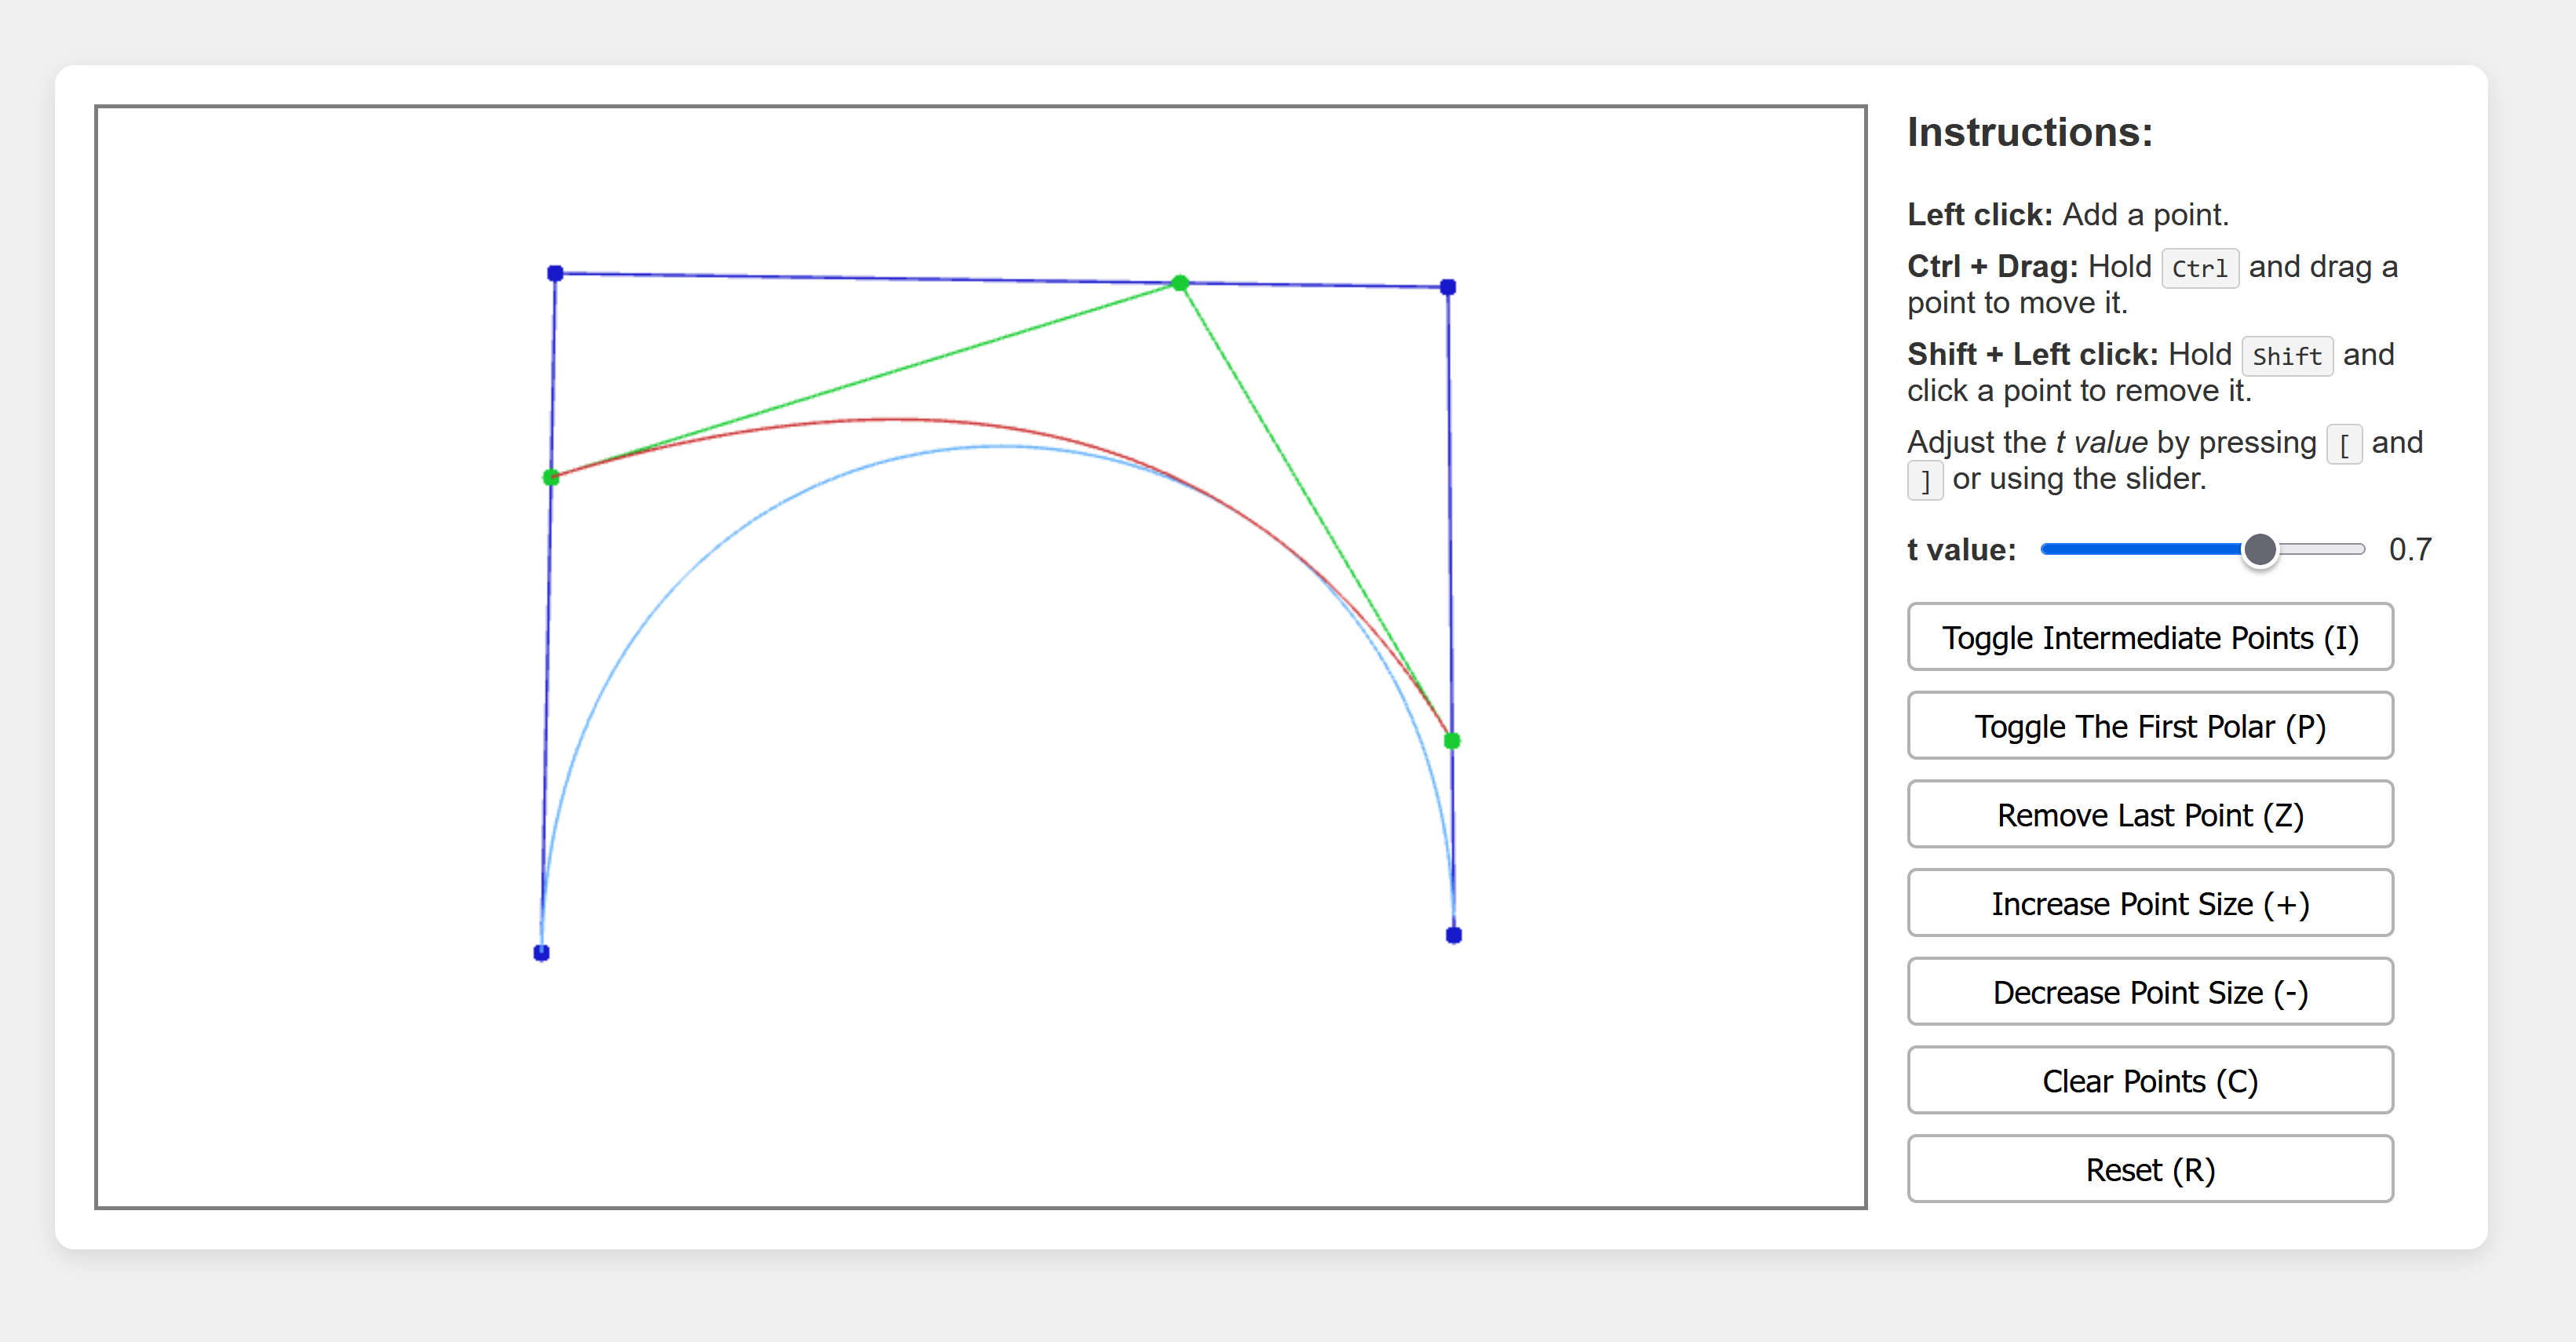 Instructions:
Left click: Add a point.
Ctrl + Drag: Hold Ctrl and drag a
point to move it.
Shift + Left click: Hold Shift and
click a point to remove it.
Adjust the t value by pressing [ and
] or using the slider.
t value: 0.7
Toggle Intermediate Points (I)
Toggle The First Polar (P)
Remove Last Point (Z)
Increase Point Size (+)
Decrease Point Size (-)
Clear Points (C)
Reset (R)